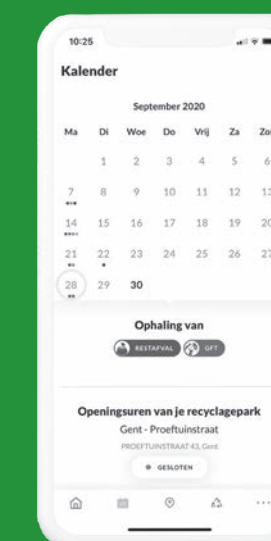 10:25
Kalender
September 2020
Ma Di Woe Do Vrij Za Zon
1 2 3 4 5 6
7 8 9 10 11 12 13
14 15 16 17 18 19 20
21 22 23 24 25 26 27
28 29 30
Ophaling van
RESTAFVAL GFT
Openingsuren van je recyclagepark
Gent - Proeftuinstraat
PROEFTUINSTRAAT 43, Gent
GESLOTEN